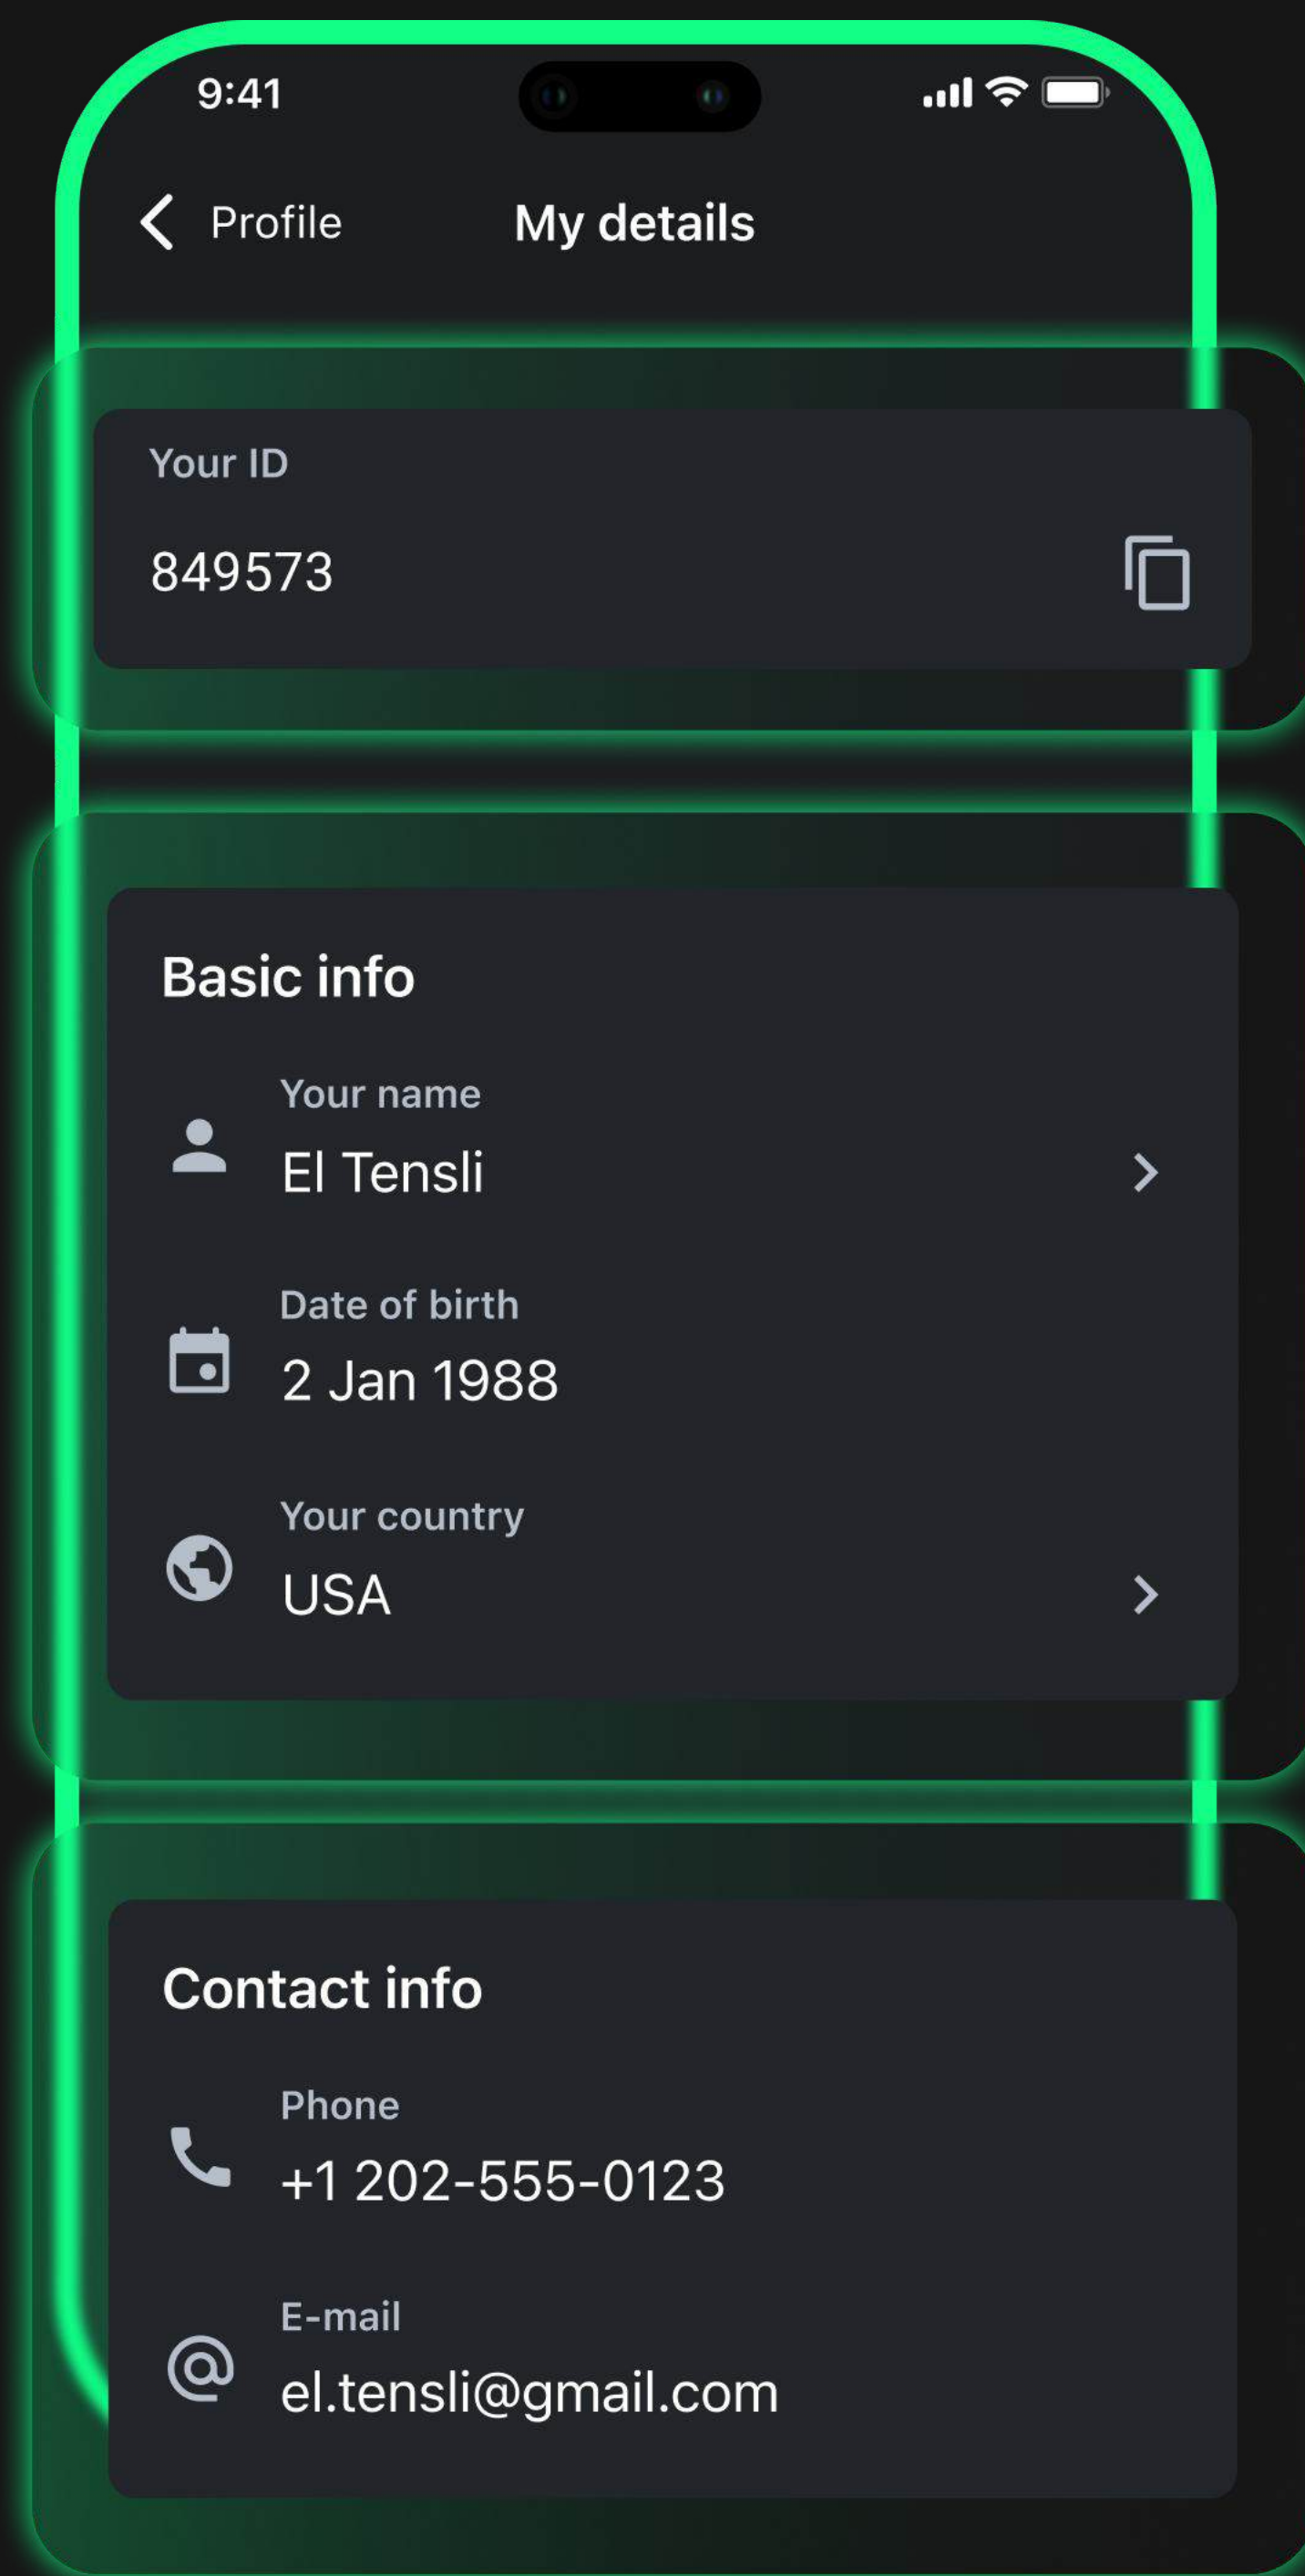 9:41
Profile
My details
Your ID
849573
Basic info
Your name
El Tensli
Date of birth
2 Jan 1988
Your country
USA
Contact info
Phone
+1 202-555-0123
E-mail
el.tensli@gmail.com